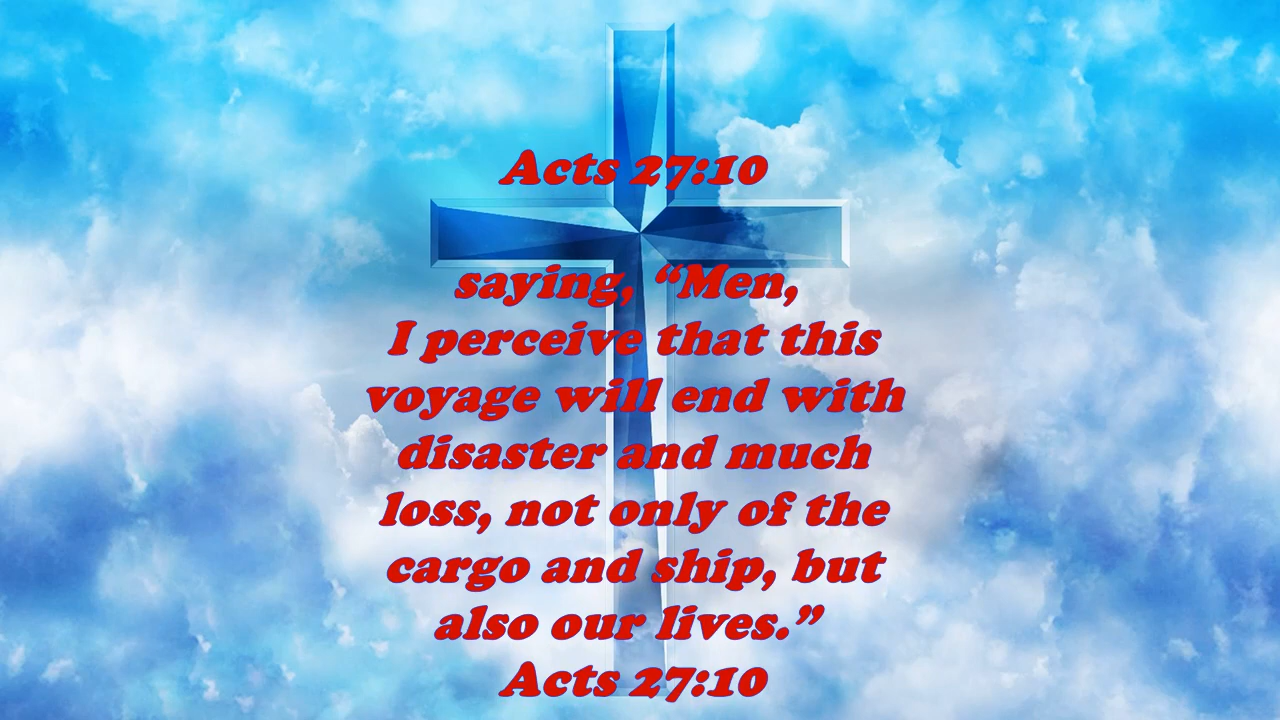 Acts 27:10
saying, “Men,
I perceive that this
voyage will end with
disaster and much
loss, not only of the
cargo and ship, but
also our lives.”
Acts 27:10